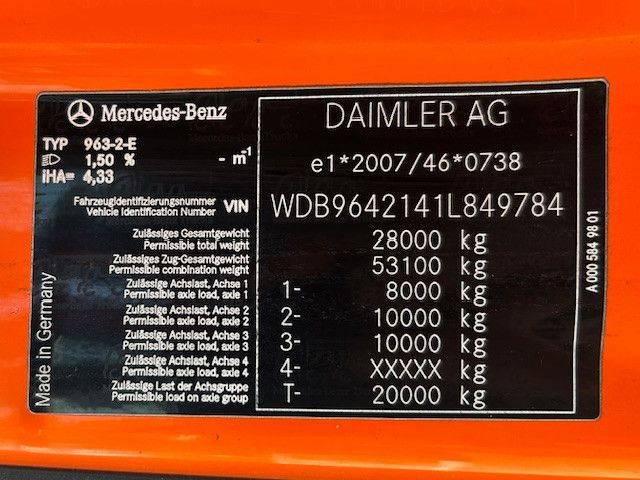 Mercedes-Benz
TYP 963-2-E
1,50 % - m-1
iHA= 4,33
Fahrzeugidentifizierungsnummer
Vehicle Identification Number VIN
Zulässiges Gesamtgewicht
Permissible total weight
Zulässiges Zug-Gesamtgewicht
Permissible combination weight
Zulässige Achslast, Achse 1
Permissible axle load, axle 1
Zulässige Achslast, Achse 2
Permissible axle load, axle 2
Zulässige Achslast, Achse 3
Permissible axle load, axle 3
Zulässige Achslast, Achse 4
Permissible axle load, axle 4
Zulässige Last der Achsgruppe
Permissible load on axle group
Made in Germany
DAIMLER AG
e1*2007/46*0738
WDB9642141L849784
28000 kg
53100 kg
1- 8000 kg
2- 10000 kg
3- 10000 kg
4- XXXXX kg
T- 20000 kg
A 000 584 98 01